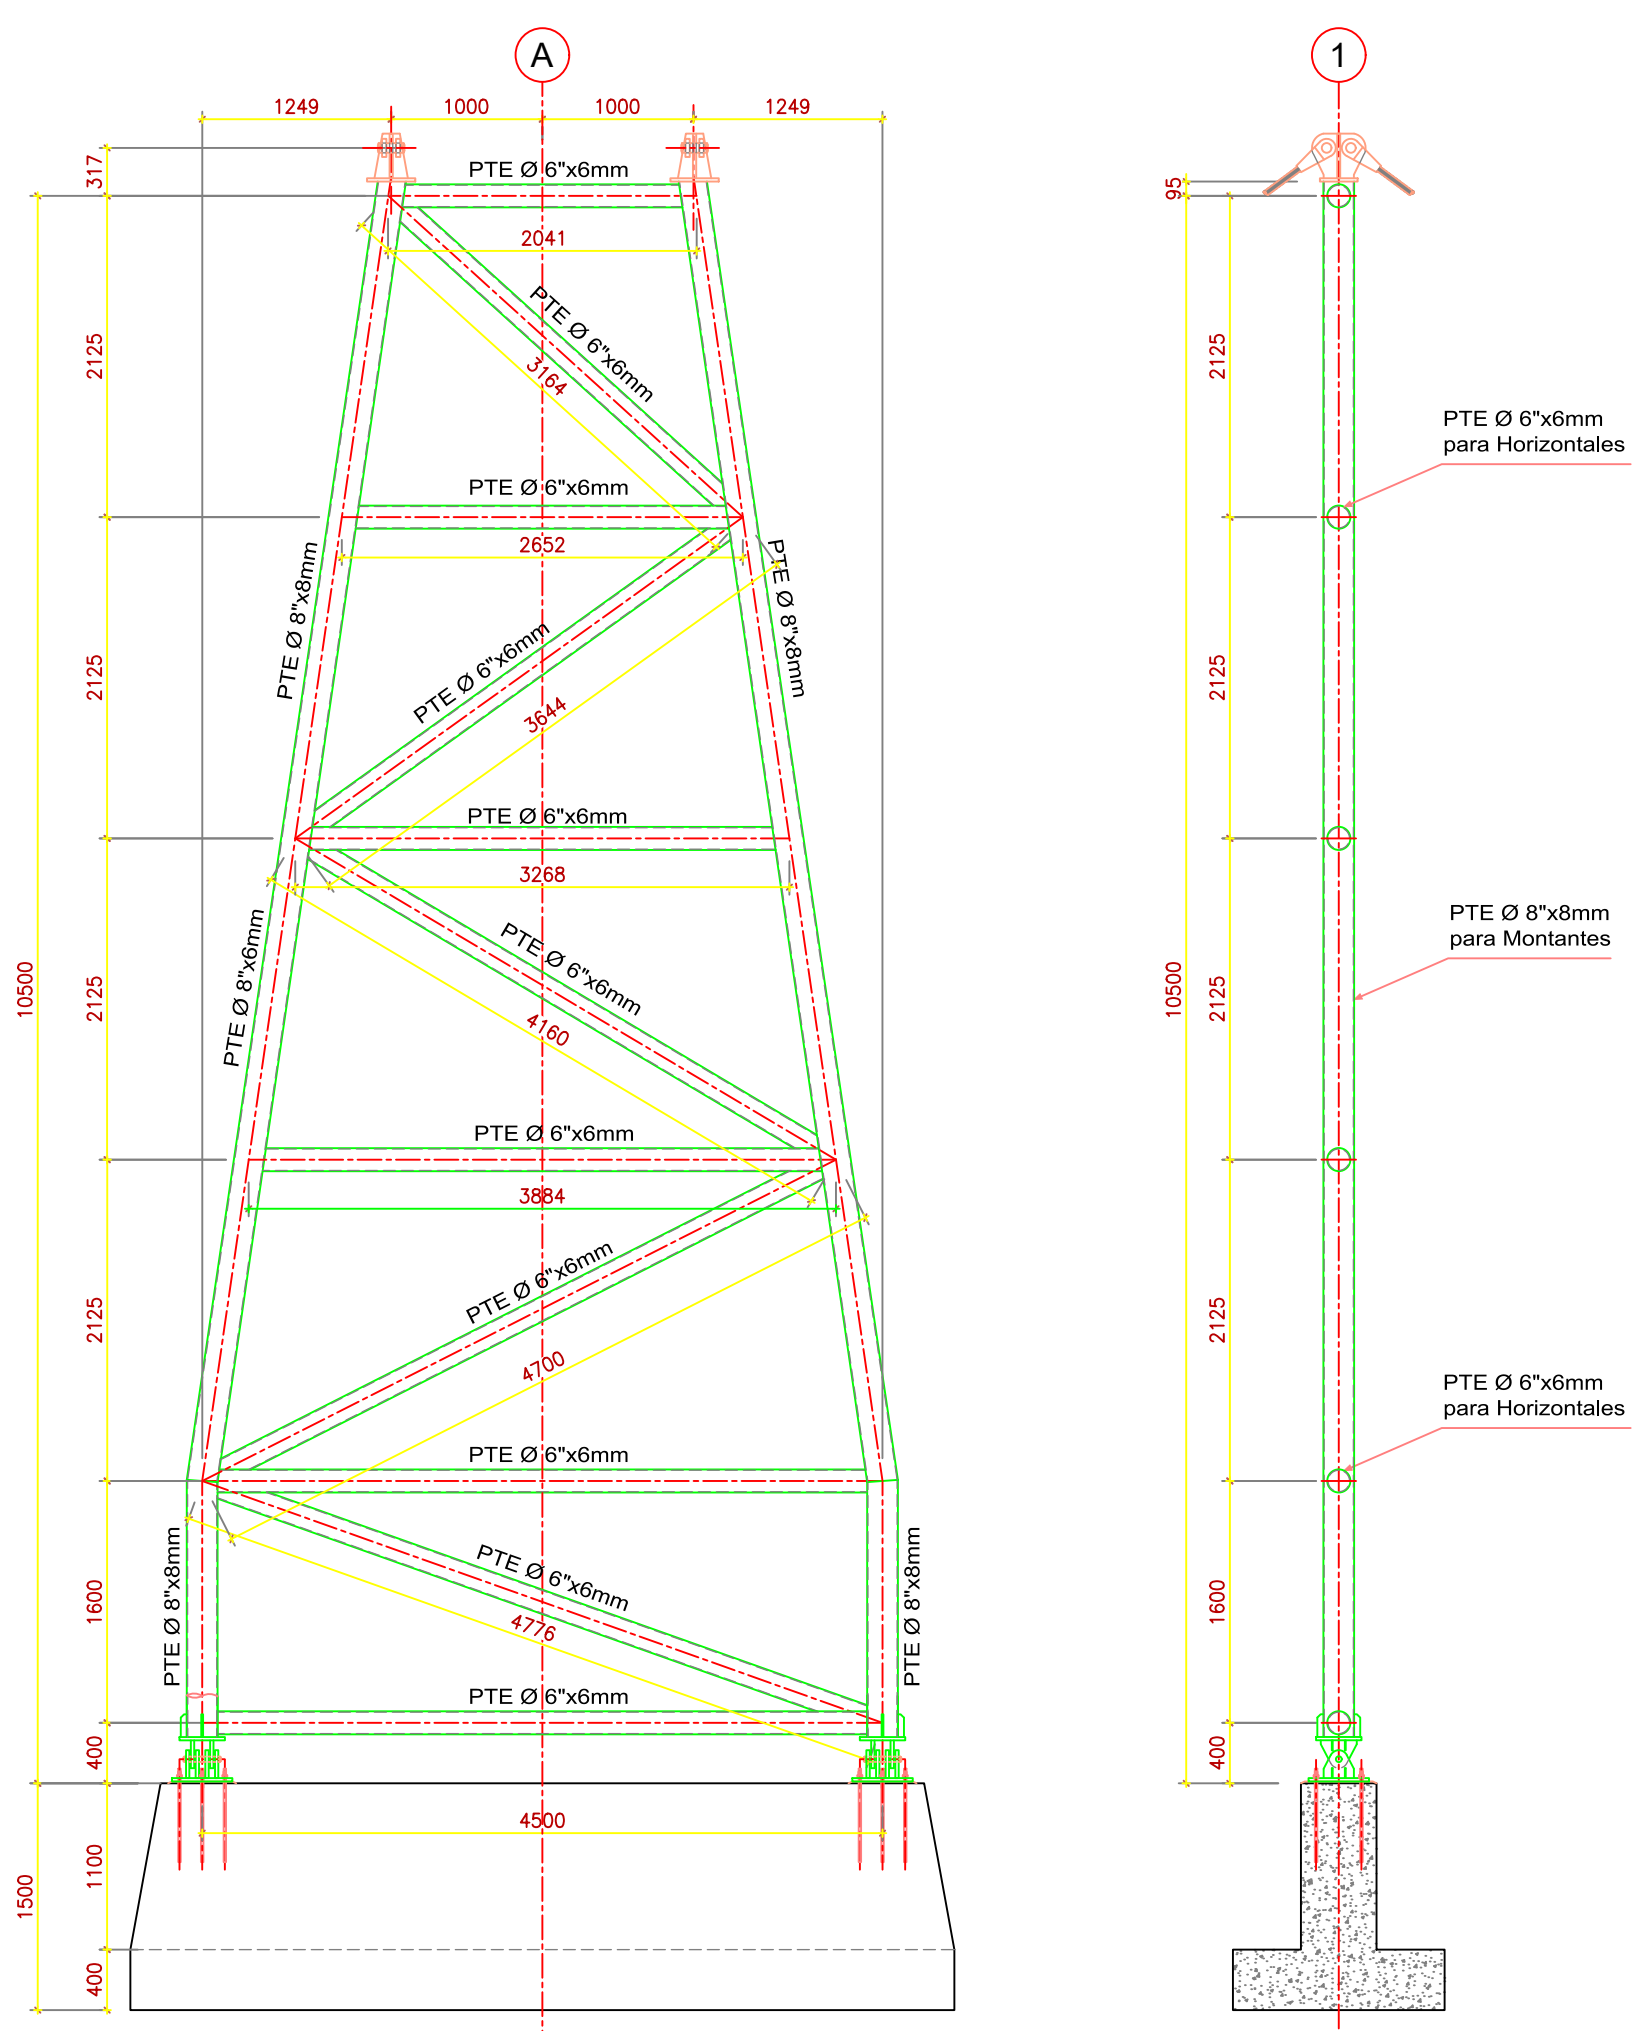 A
1
1249
1000
1000
1249
317
PTE Ø 6"x6mm
95
2041
2125
PTE Ø 6"x6mm
3164
2125
PTE Ø 6"x6mm
para Horizontales
PTE Ø 6"x6mm
2652
PTE Ø 8"x8mm
PTE Ø 8"x8mm
2125
PTE Ø 6"x6mm
3644
2125
PTE Ø 6"x6mm
3268
PTE Ø 8"x8mm
para Montantes
PTE Ø 8"x6mm
PTE Ø 6"x6mm
10500
2125
4160
10500
2125
PTE Ø 6"x6mm
3884
PTE Ø 6"x6mm
2125
4700
2125
PTE Ø 6"x6mm
para Horizontales
PTE Ø 6"x6mm
PTE Ø 8"x8mm
PTE Ø 6"x6mm
PTE Ø 8"x8mm
1600
4776
1600
PTE Ø 6"x6mm
400
400
4500
1100
1500
400